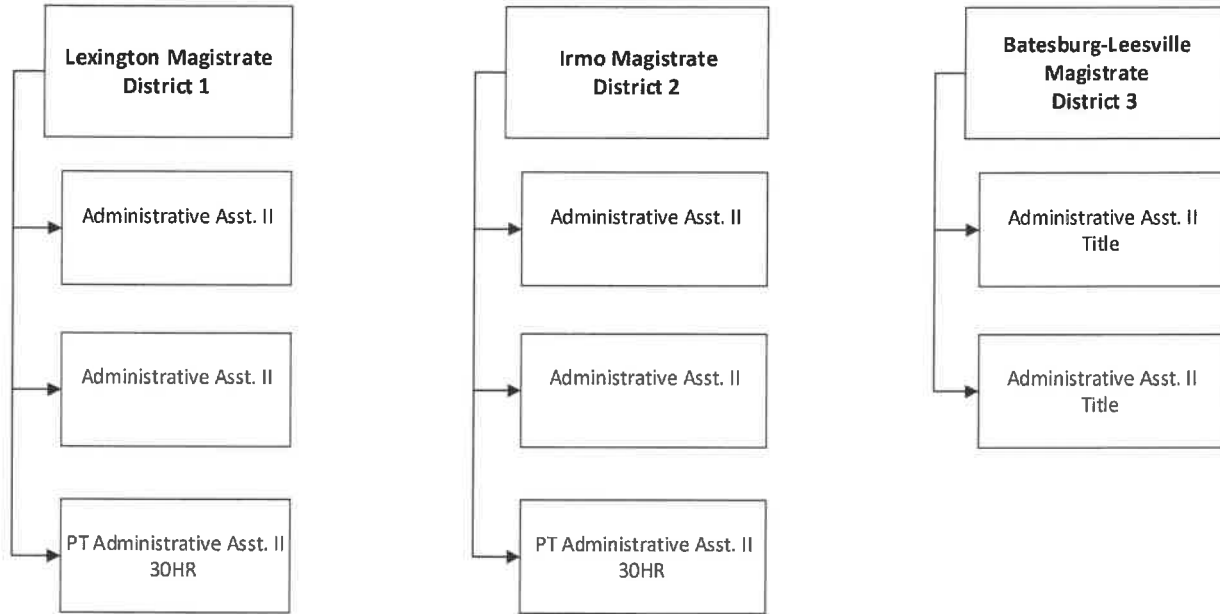 Lexington Magistrate
District 1
Administrative Asst. II
Administrative Asst. II
PT Administrative Asst. II
30HR
Irmo Magistrate
District 2
Administrative Asst. II
Administrative Asst. II
PT Administrative Asst. II
30HR
Batesburg-Leesville
Magistrate
District 3
Administrative Asst. II
Title
Administrative Asst. II
Title